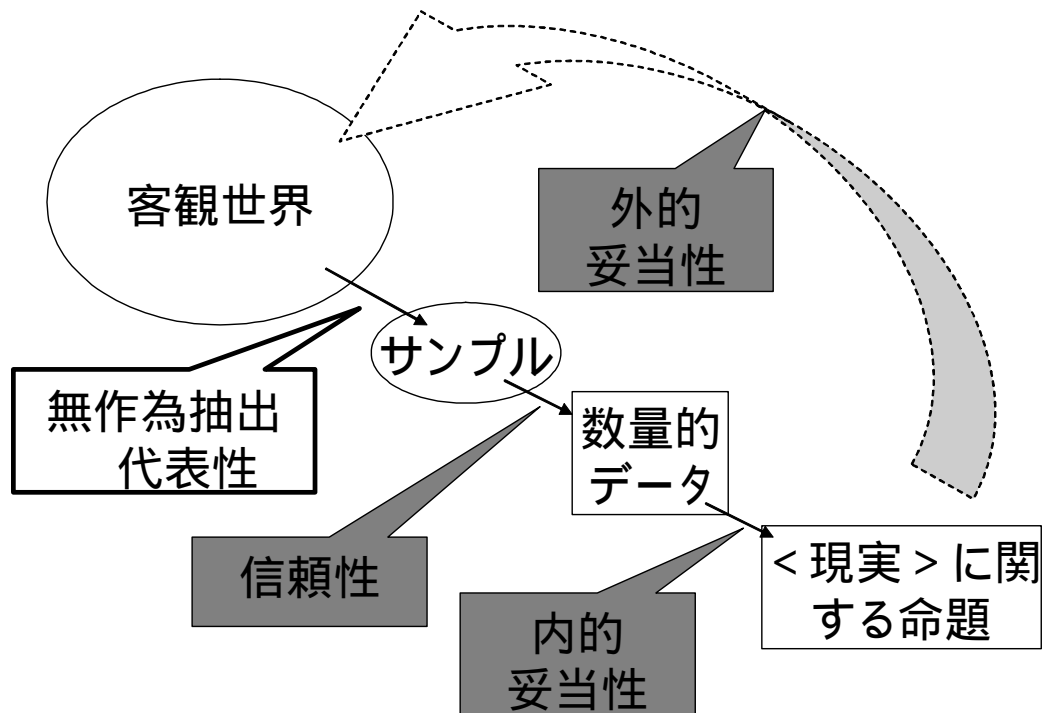 客観世界
外的
妥当性
サンプル
無作為抽出
代表性
数量的
データ
信頼性
＜現実＞に関
する命題
内的
妥当性